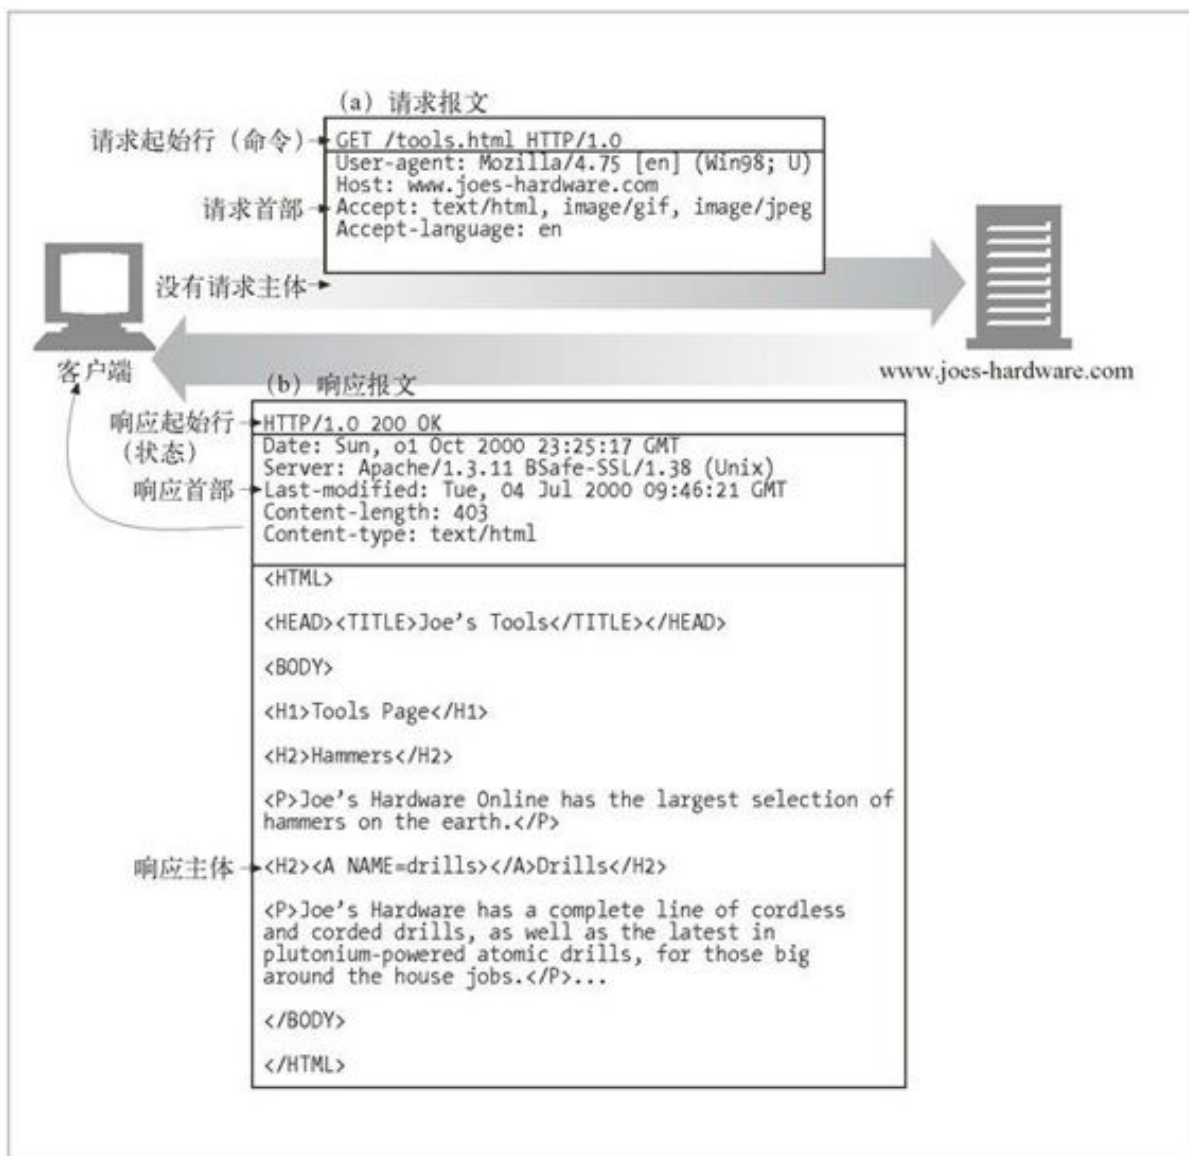 (a) 请求报文
请求起始行（命令）
GET /tools.html HTTP/1.0
User-agent: Mozilla/4.75 [en] (Win98; U)
Host: www.joes-hardware.com
请求首部
Accept: text/html, image/gif, image/jpeg
Accept-language: en
没有请求主体
客户端
www.joes-hardware.com
(b) 响应报文
响应起始行
（状态）
HTTP/1.0 200 OK
Date: Sun, o1 Oct 2000 23:25:17 GMT
Server: Apache/1.3.11 BSafe-SSL/1.38 (Unix)
响应首部
Last-modified: Tue, 04 Jul 2000 09:46:21 GMT
Content-length: 403
Content-type: text/html
<HTML>
<HEAD><TITLE>Joe’s Tools</TITLE></HEAD>
<BODY>
<H1>Tools Page</H1>
<H2>Hammers</H2>
<P>Joe’s Hardware Online has the largest selection of
hammers on the earth.</P>
响应主体
<H2><A NAME=drills></A>Drills</H2>
<P>Joe’s Hardware has a complete line of cordless
and corded drills, as well as the latest in
plutonium-powered atomic drills, for those big
around the house jobs.</P>...
</BODY>
</HTML>